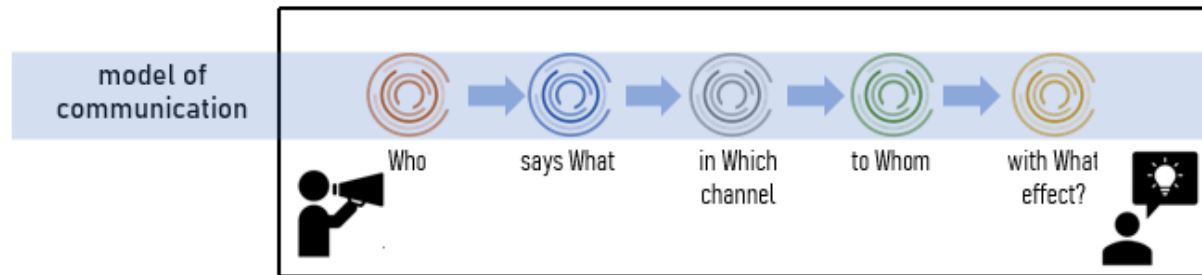 model of
communication
Who
says What
in Which
channel
to Whom
with What
effect?